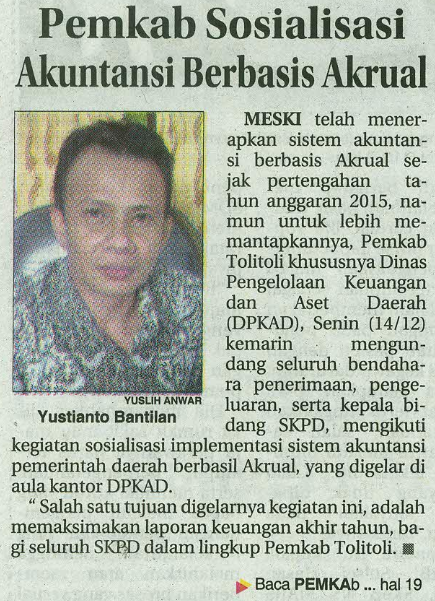 Pemkab Sosialisasi
Akuntansi Berbasis Akrual
MESKI telah mener-
apkan sistem akuntan-
si berbasis Akrual se-
jak pertengahan ta-
hun anggaran 2015, na-
mun untuk lebih me-
mantapkannya, Pemkab
Tolitoli khususnya Dinas
Pengelolaan Keuangan
dan Aset Daerah
(DPKAD), Senin (14/12)
kemarin mengun-
dang seluruh bendaha-
ra penerimaan, penge-
luaran, serta kepala bi-
dang SKPD, mengikuti
YUSLIH ANWAR
Yustianto Bantilan
kegiatan sosialisasi implementasi sistem akuntansi
pemerintah daerah berbasil Akrual, yang digelar di
aula kantor DPKAD.
“ Salah satu tujuan digelarnya kegiatan ini, adalah
memaksimakan laporan keuangan akhir tahun, ba-
gi seluruh SKPD dalam lingkup Pemkab Tolitoli. ■
Baca PEMKAb ... hal 19